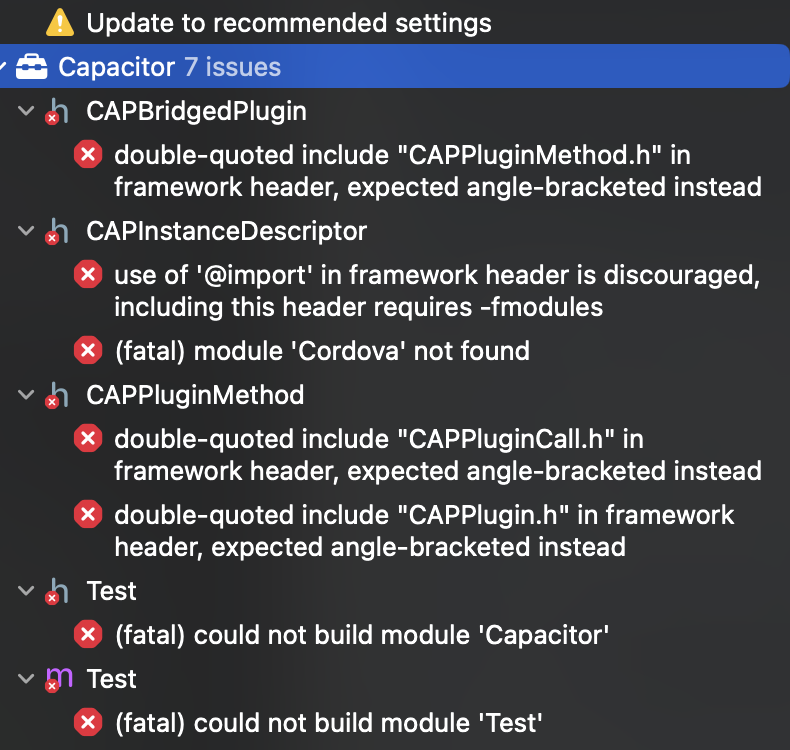 Update to recommended settings
Capacitor 7 issues
h CAPBridgedPlugin
double-quoted include "CAPPluginMethod.h" in
framework header, expected angle-bracketed instead
h CAPInstanceDescriptor
use of '@import' in framework header is discouraged,
including this header requires -fmodules
(fatal) module 'Cordova' not found
h CAPPluginMethod
double-quoted include "CAPPluginCall.h" in
framework header, expected angle-bracketed instead
double-quoted include "CAPPlugin.h" in framework
header, expected angle-bracketed instead
h Test
(fatal) could not build module 'Capacitor'
m Test
(fatal) could not build module 'Test'